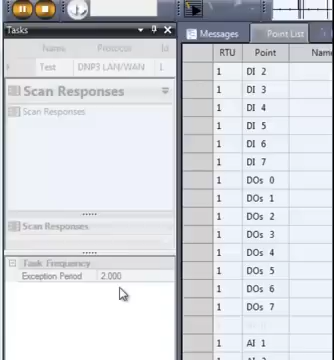 Tasks
Name Protocol Id
Test DNP3 LAN/WAN 1
Scan Responses
Scan Responses
Scan Responses
Task Frequency
Exception Period 2.000
Messages Point List
RTU Point Name
1 DI 2
1 DI 3
1 DI 4
1 DI 5
1 DI 6
1 DI 7
1 DOs 0
1 DOs 1
1 DOs 2
1 DOs 3
1 DOs 4
1 DOs 5
1 DOs 6
1 DOs 7
1 AI 1